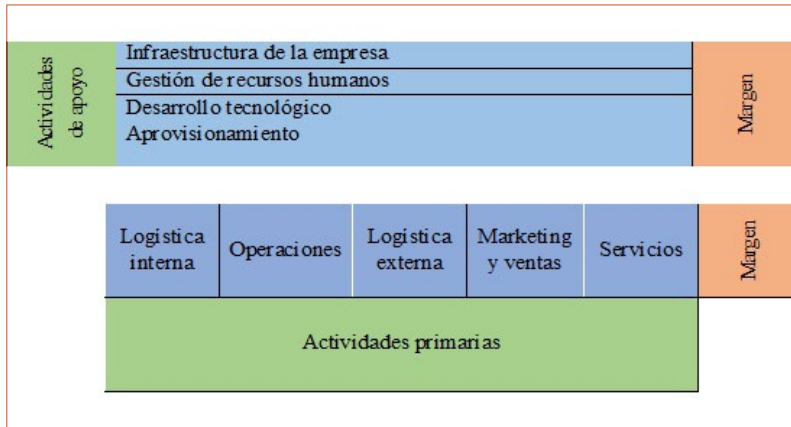 Actividades
de apoyo
Infraestructura de la empresa
Gestión de recursos humanos
Desarrollo tecnológico
Aprovisionamiento
Margen
Logistica
interna
Operaciones
Logistica
externa
Marketing
y ventas
Servicios
Margen
Actividades primarias